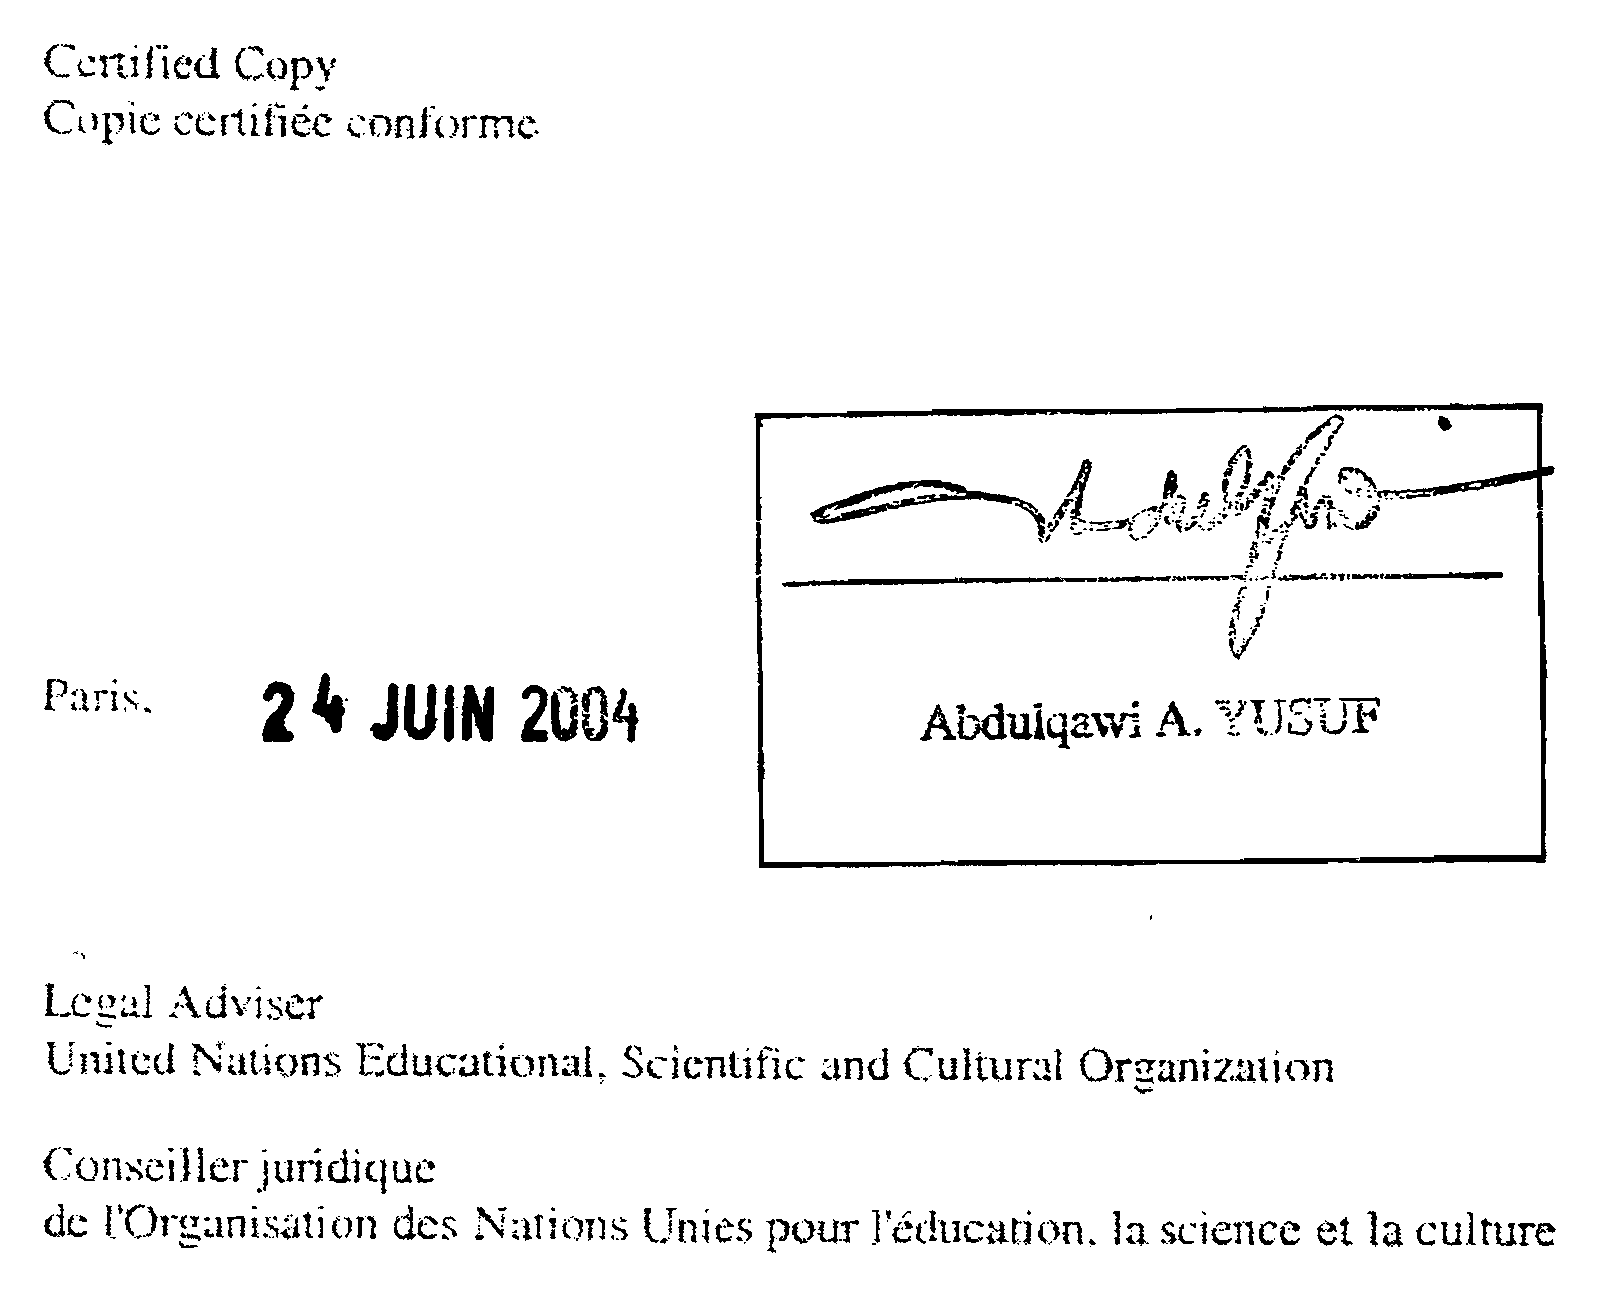 Certified Copy
Copie certifiée conforme
Paris, 24 JUIN 2004
Abdulqawi A. YUSUF
Legal Adviser
United Nations Educational, Scientific and Cultural Organization
Conseiller juridique
de l'Organisation des Nations Unies pour l'éducation, la science et la culture